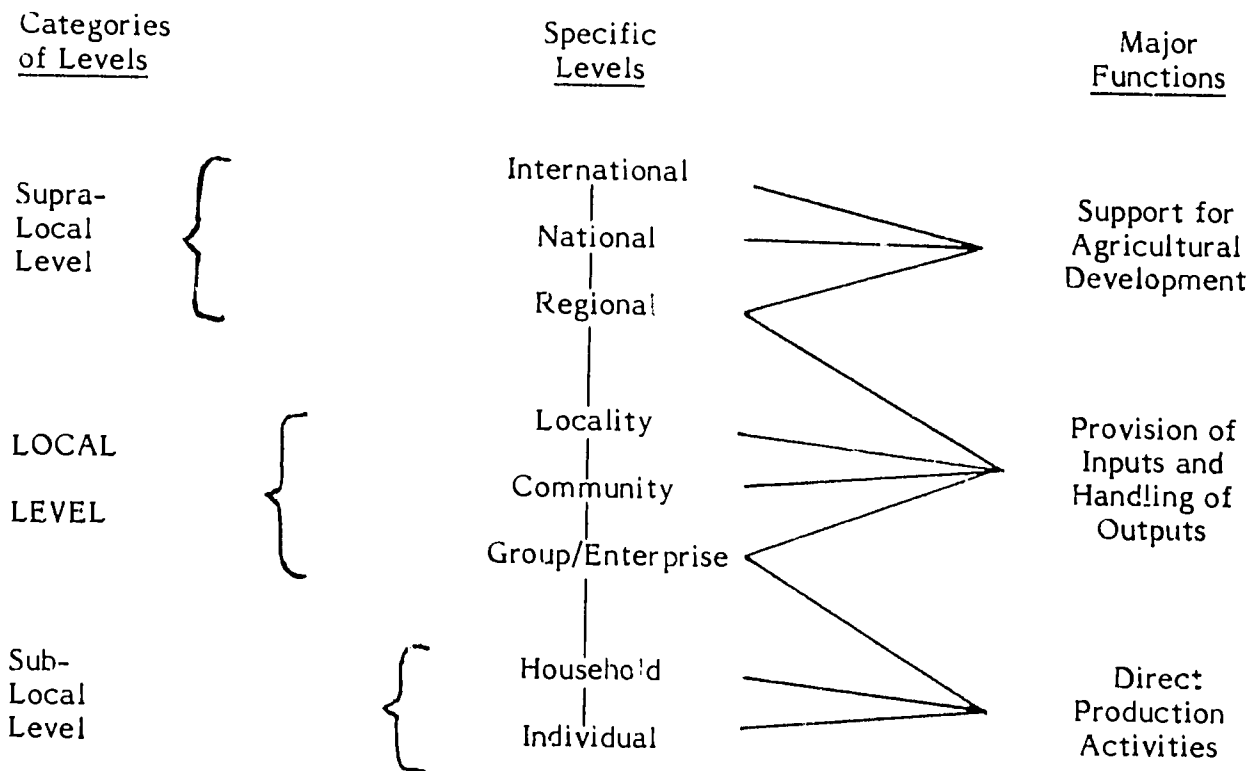 Categories
of Levels
Specific
Levels
Major
Functions
Supra-
Local
Level
International
National
Regional
Support for
Agricultural
Development
LOCAL
LEVEL
Locality
Community
Group/Enterprise
Provision of
Inputs and
Handling of
Outputs
Sub-
Local
Level
Household
Individual
Direct
Production
Activities